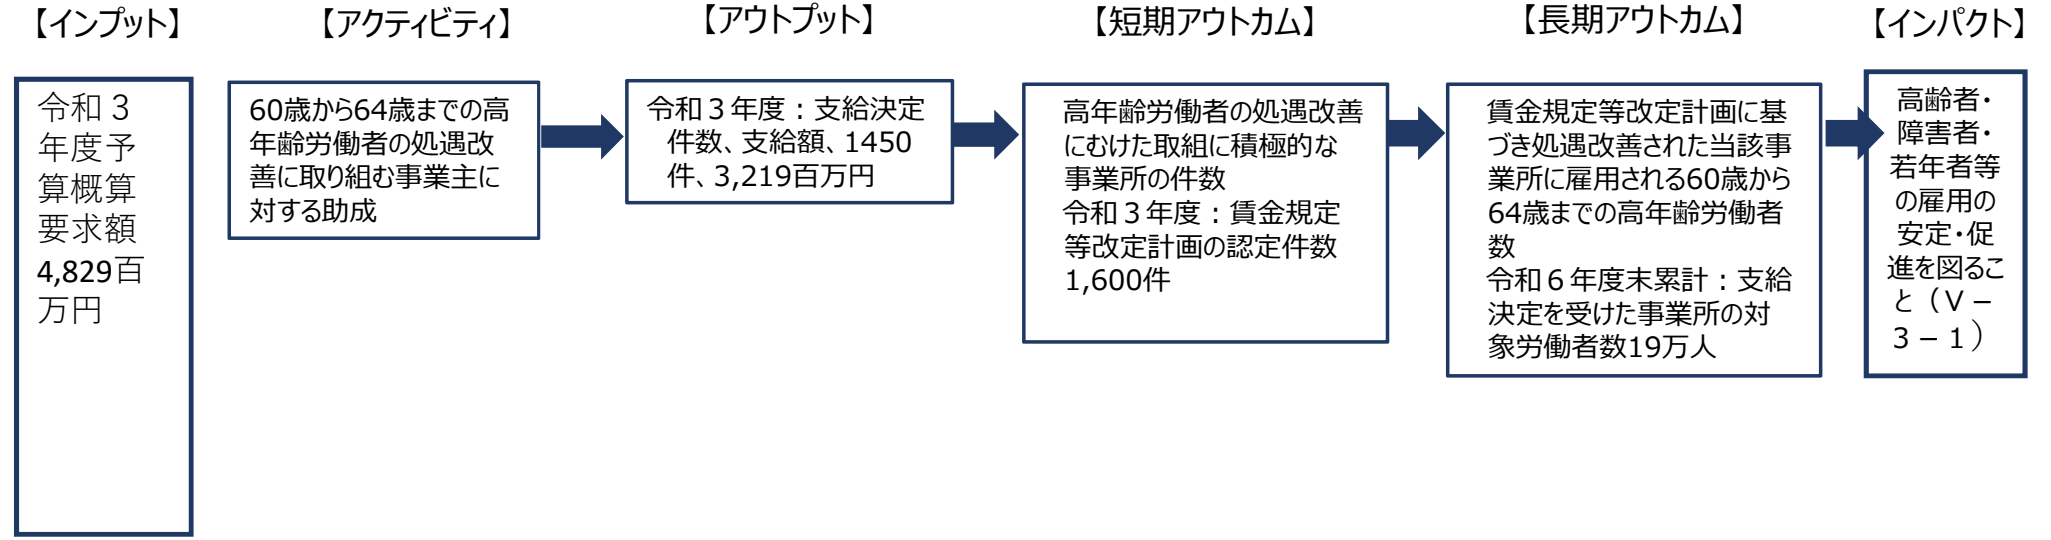 【インプット】
【アクティビティ】
【アウトプット】
【短期アウトカム】
【長期アウトカム】
【インパクト】
令和３
年度予
算概算
要求額
4,829百
万円
60歳から64歳までの高
年齢労働者の処遇改
善に取り組む事業主に
対する助成
令和３年度：支給決定
件数、支給額、1450
件、3,219百万円
高年齢労働者の処遇改善
にむけた取組に積極的な
事業所の件数
令和３年度：賃金規定
等改定計画の認定件数
1,600件
賃金規定等改定計画に基
づき処遇改善された当該事
業所に雇用される60歳から
64歳までの高年齢労働者
数
令和６年度末累計：支給
決定を受けた事業所の対
象労働者数19万人
高齢者・
障害者・
若年者等
の雇用の
安定・促
進を図るこ
と（Ⅴ－
３－１）